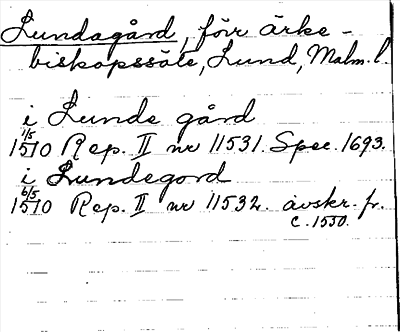 Lundagård, förr ärke-
biskopssäte, Lund, Malm. l.
i Lunde gård
1/5
1510 Rep. II nr 11531. Spec. 1693.
i Lundegord
6/5
1510 Rep. II nr 11532. avskr. fr.
c. 1550.